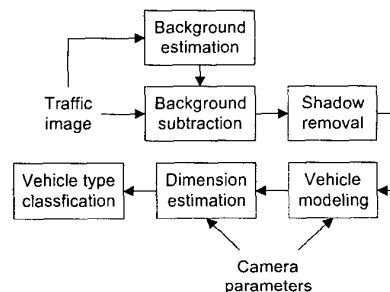 Background
estimation
Traffic
image
Background
subtraction
Shadow
removal
Vehicle type
classfication
Dimension
estimation
Vehicle
modeling
Camera
parameters